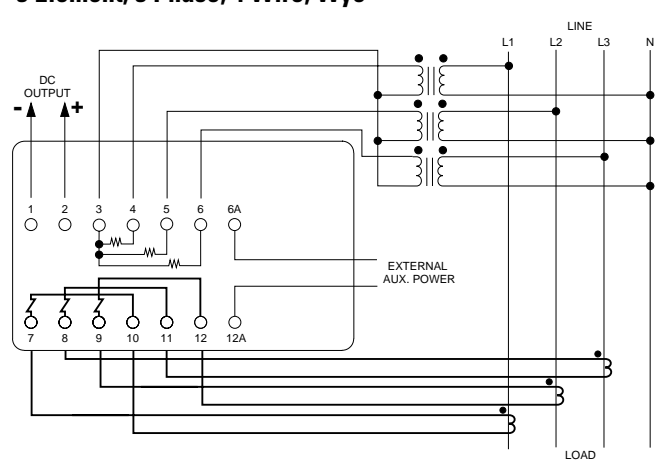 3 Element, 3 Phase, 4 Wire, Wye
LINE
L1 L2 L3 N
DC
OUTPUT
- +
1 2 3 4 5 6 6A
EXTERNAL
AUX. POWER
7 8 9 10 11 12 12A
LOAD